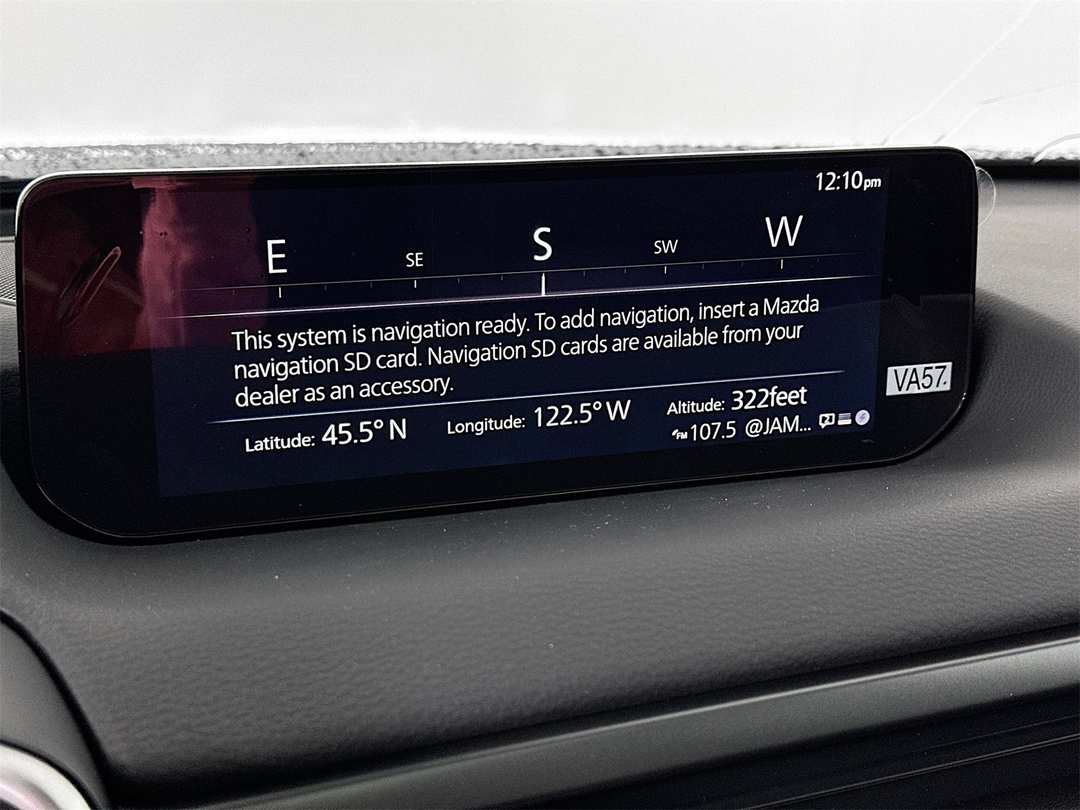 12:10pm
E SE S SW W
This system is navigation ready. To add navigation, insert a Mazda
navigation SD card. Navigation SD cards are available from your
dealer as an accessory.
Latitude: 45.5° N Longitude: 122.5° W Altitude: 322feet
FM 107.5 @JAM...
VA57.